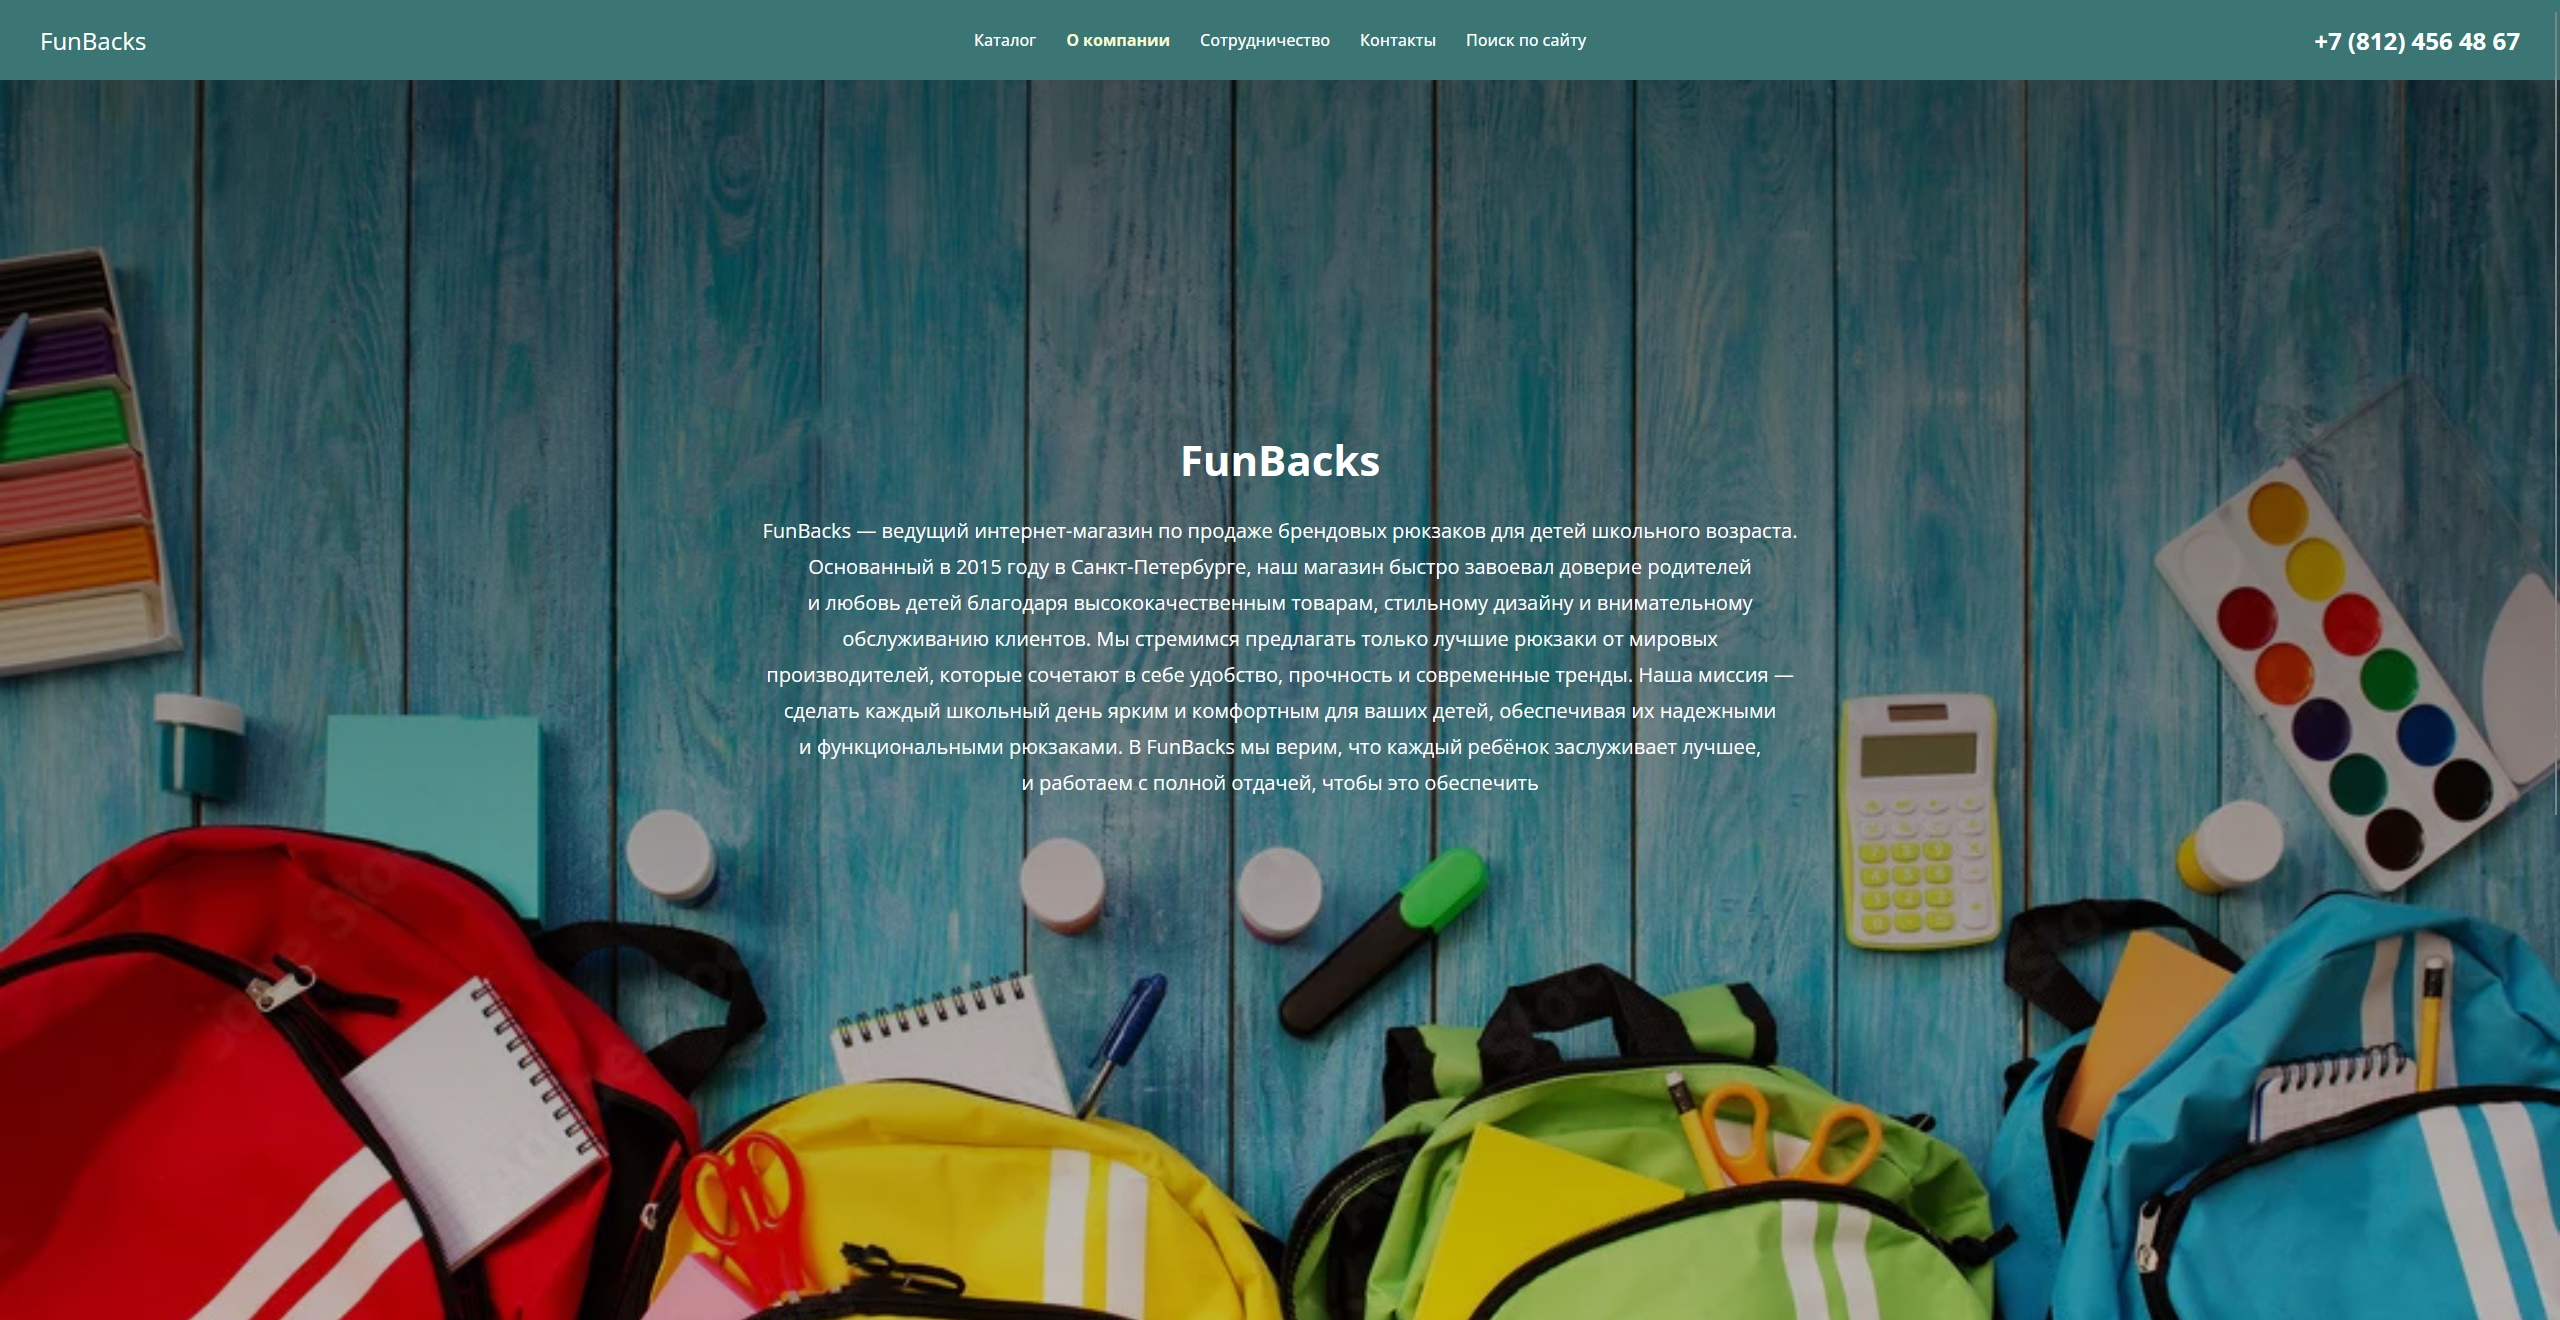 FunBacks
Каталог
О компании
Сотрудничество
Контакты
Поиск по сайту
+7 (812) 456 48 67
FunBacks
FunBacks — ведущий интернет-магазин по продаже брендовых рюкзаков для детей школьного возраста.
Основанный в 2015 году в Санкт-Петербурге, наш магазин быстро завоевал доверие родителей
и любовь детей благодаря высококачественным товарам, стильному дизайну и внимательному
обслуживанию клиентов. Мы стремимся предлагать только лучшие рюкзаки от мировых
производителей, которые сочетают в себе удобство, прочность и современные тренды. Наша миссия —
сделать каждый школьный день ярким и комфортным для ваших детей, обеспечивая их надежными
и функциональными рюкзаками. В FunBacks мы верим, что каждый ребёнок заслуживает лучшее,
и работаем с полной отдачей, чтобы это обеспечить